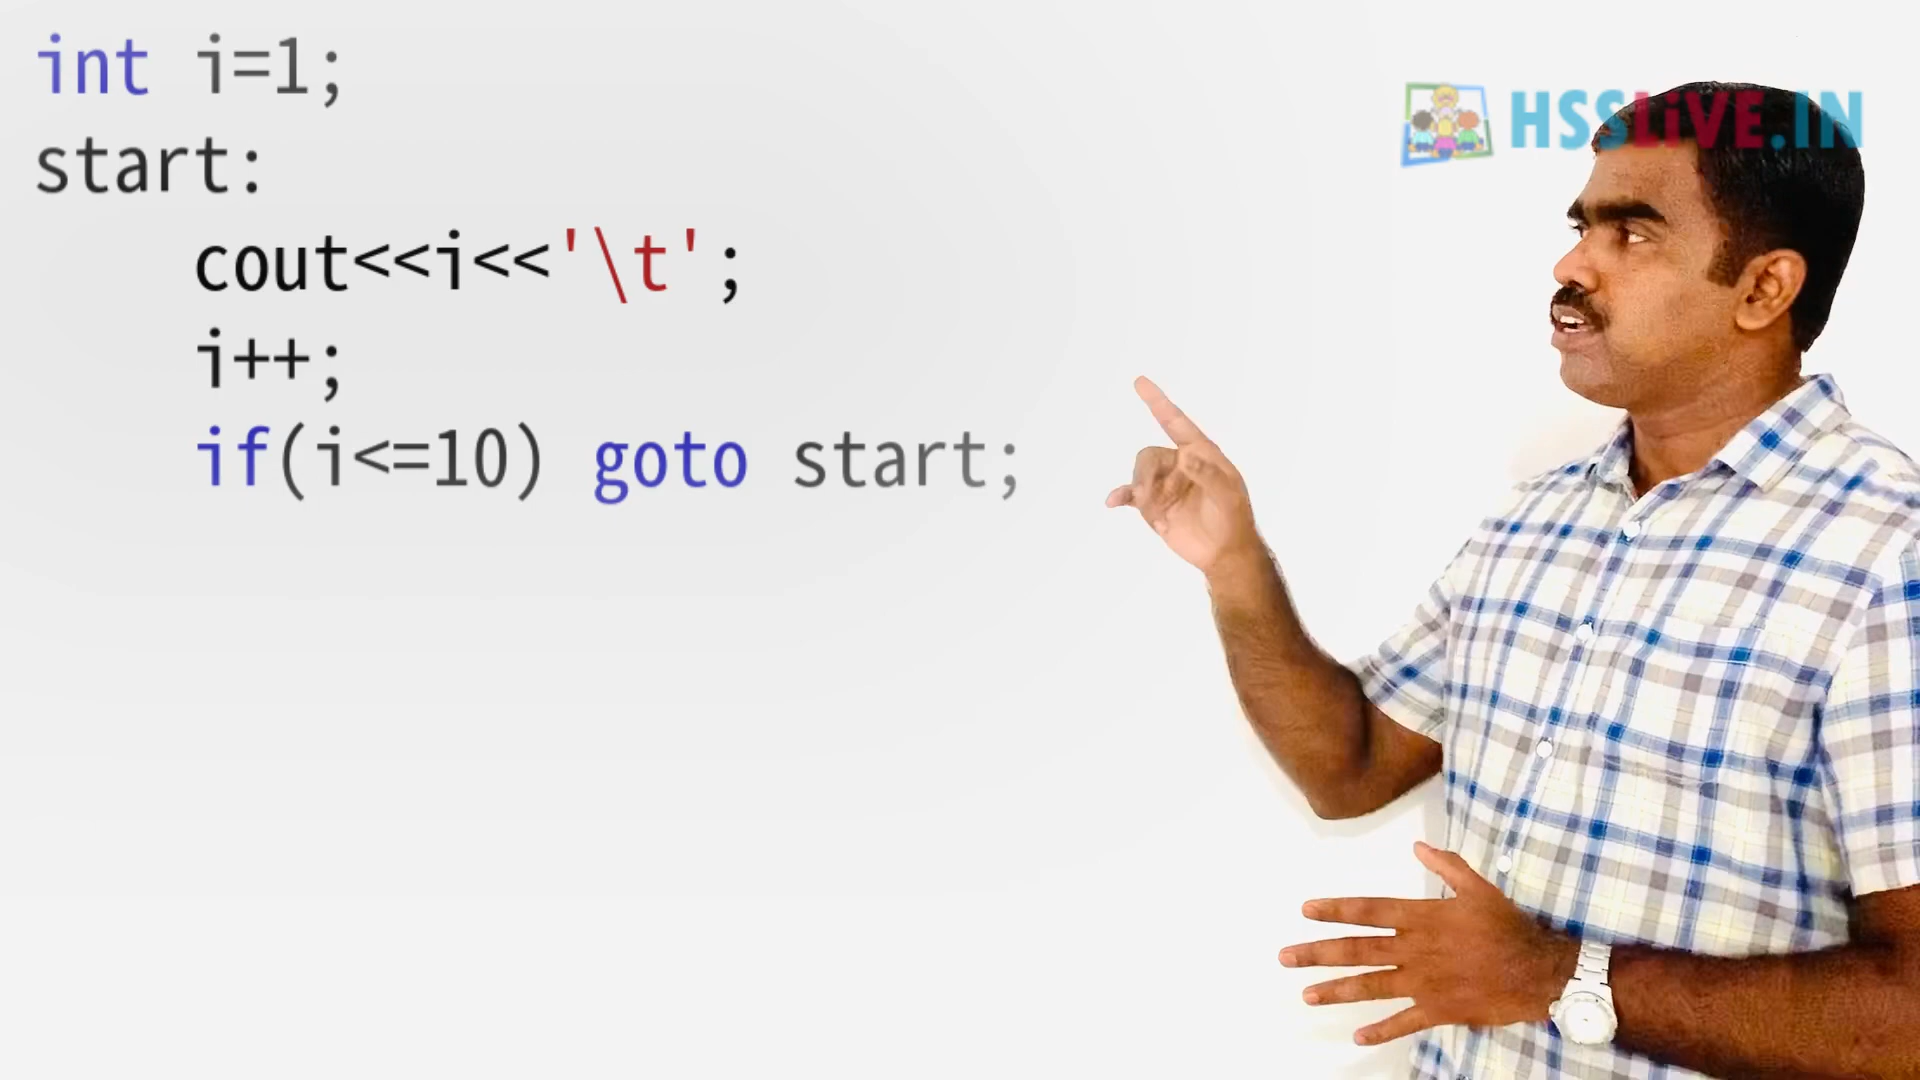 int i=1;
start:
cout<<i<<'\t';
i++;
if(i<=10) goto start;
HSSLiVE.IN